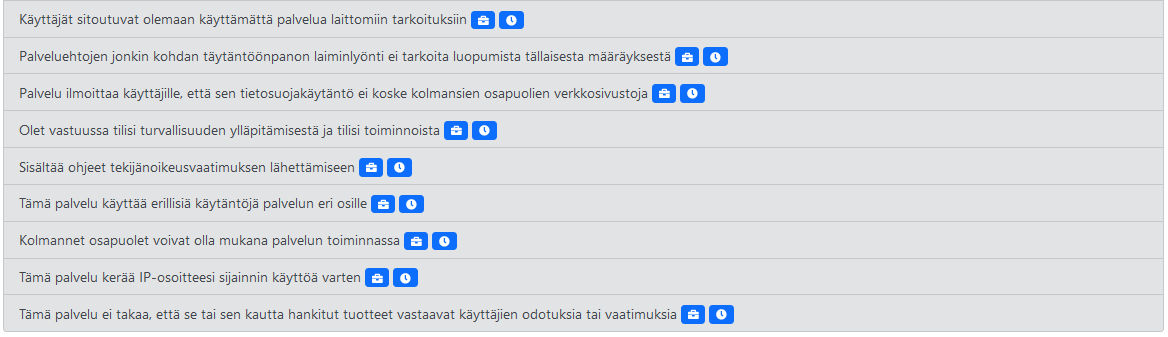 Käyttäjät sitoutuvat olemaan käyttämättä palvelua laittomiin tarkoituksiin
Palveluehtojen jonkin kohdan täytäntöönpanon laiminlyönti ei tarkoita luopumista tällaisesta määräyksestä
Palvelu ilmoittaa käyttäjille, että sen tietosuojakäytäntö ei koske kolmansien osapuolien verkkosivustoja
Olet vastuussa tilisi turvallisuuden ylläpitämisestä ja tilisi toiminnoista
Sisältää ohjeet tekijänoikeusvaatimuksen lähettämiseen
Tämä palvelu käyttää erillisiä käytäntöjä palvelun eri osille
Kolmannet osapuolet voivat olla mukana palvelun toiminnassa
Tämä palvelu kerää IP-osoitteesi sijainnin käyttöä varten
Tämä palvelu ei takaa, että se tai sen kautta hankitut tuotteet vastaavat käyttäjien odotuksia tai vaatimuksia